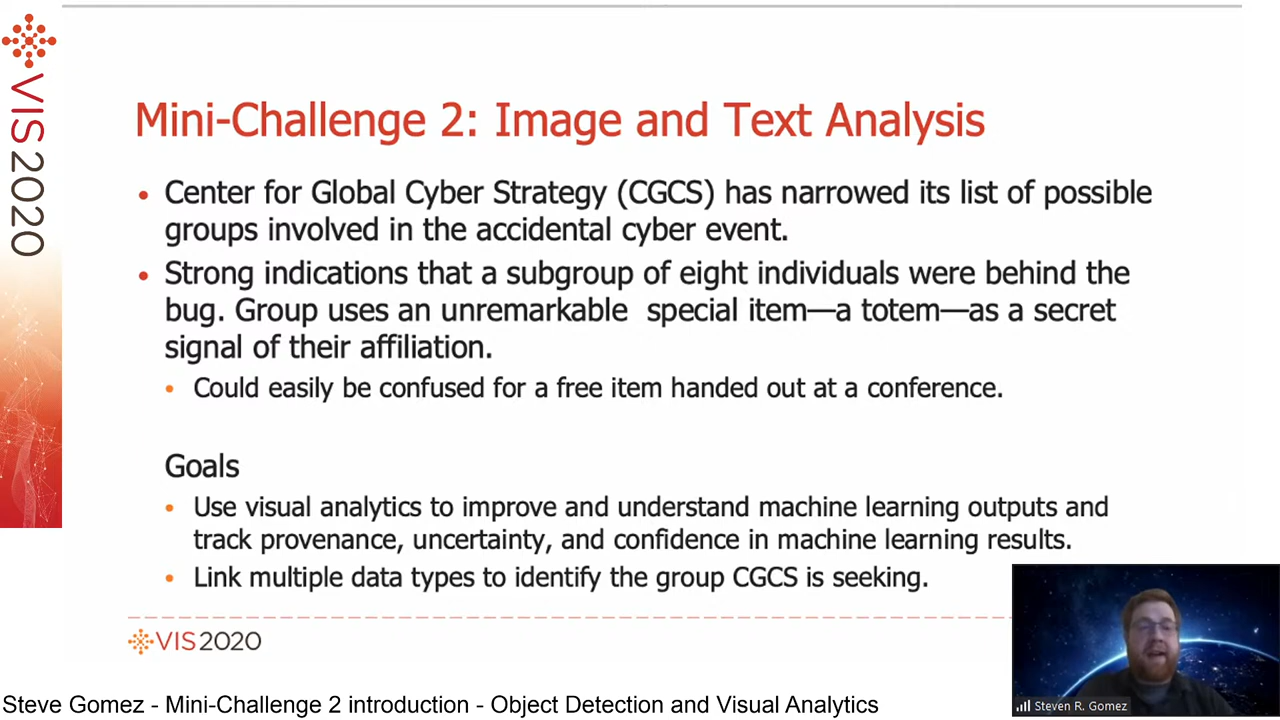 VIS2020
Mini-Challenge 2: Image and Text Analysis
• Center for Global Cyber Strategy (CGCS) has narrowed its list of possible
groups involved in the accidental cyber event.
• Strong indications that a subgroup of eight individuals were behind the
bug. Group uses an unremarkable special item—a totem—as a secret
signal of their affiliation.
• Could easily be confused for a free item handed out at a conference.
Goals
• Use visual analytics to improve and understand machine learning outputs and
track provenance, uncertainty, and confidence in machine learning results.
• Link multiple data types to identify the group CGCS is seeking.
VIS2020
Steven R. Gomez
Steve Gomez - Mini-Challenge 2 introduction - Object Detection and Visual Analytics